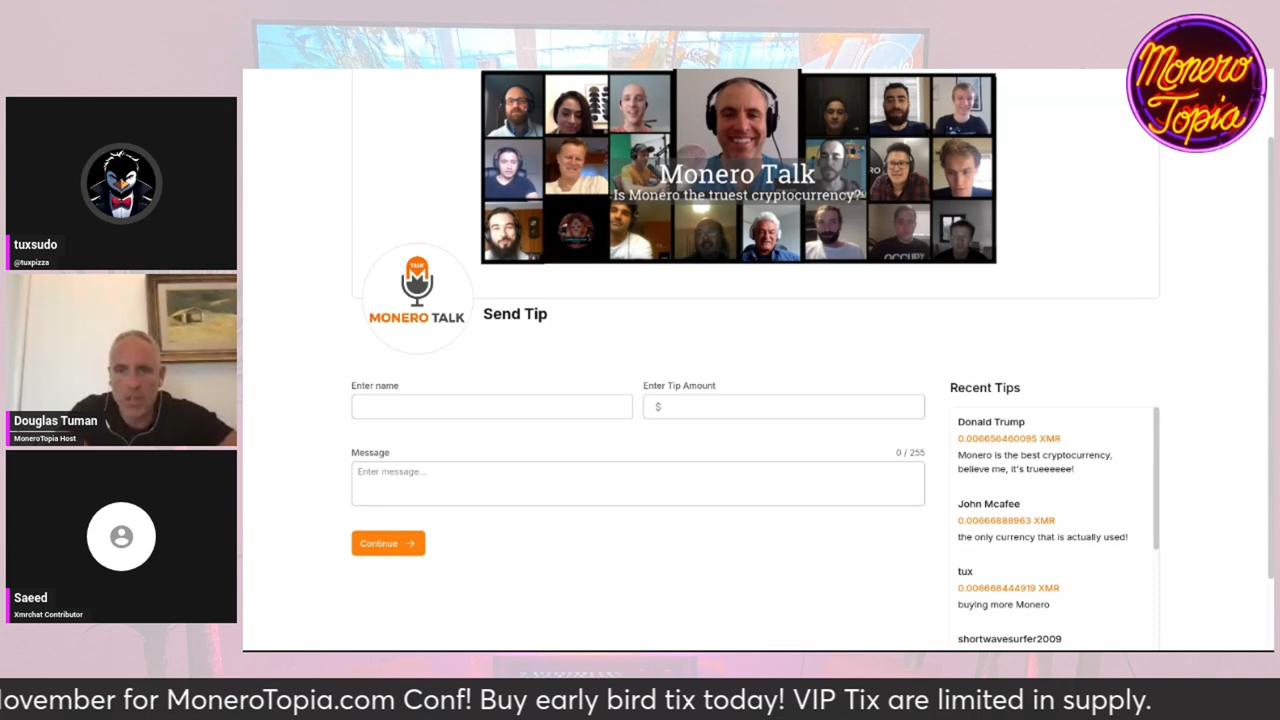 Monero
Topia
tuxsudo
@tuxpizza
Douglas Tuman
MoneroTopia Host
Saeed
Xmrchat Contributor
Monero Talk
Is Monero the truest cryptocurrency?
OCCUPY
TALK
MONERO TALK
Send Tip
Enter name
Enter Tip Amount
$
Message
0 / 255
Enter message...
Continue →
Recent Tips
Donald Trump
0.006656460095 XMR
Monero is the best cryptocurrency,
believe me, it's trueeeeee!
John Mcafee
0.00666888963 XMR
the only currency that is actually used!
tux
0.006668444919 XMR
buying more Monero
shortwavesurfer2009
November for MoneroTopia.com Conf! Buy early bird tix today! VIP Tix are limited in supply.